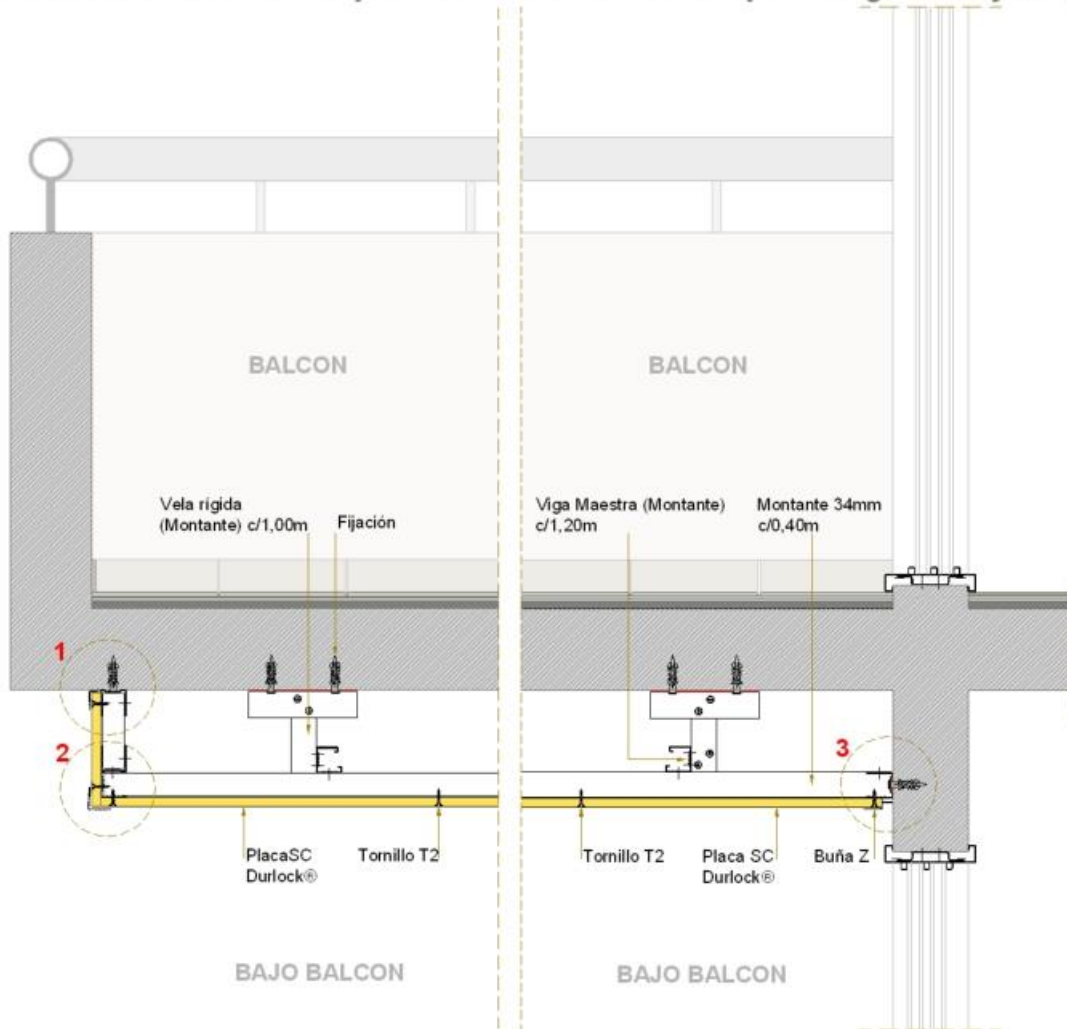 BALCON
BALCON
Vela rígida
(Montante) c/1,00m
Fijación
Viga Maestra (Montante)
c/1,20m
Montante 34mm
c/0,40m
1
2
3
PlacaSC
Durlock®
Tornillo T2
Tornillo T2
Placa SC
Durlock®
Buña Z
BAJO BALCON
BAJO BALCON